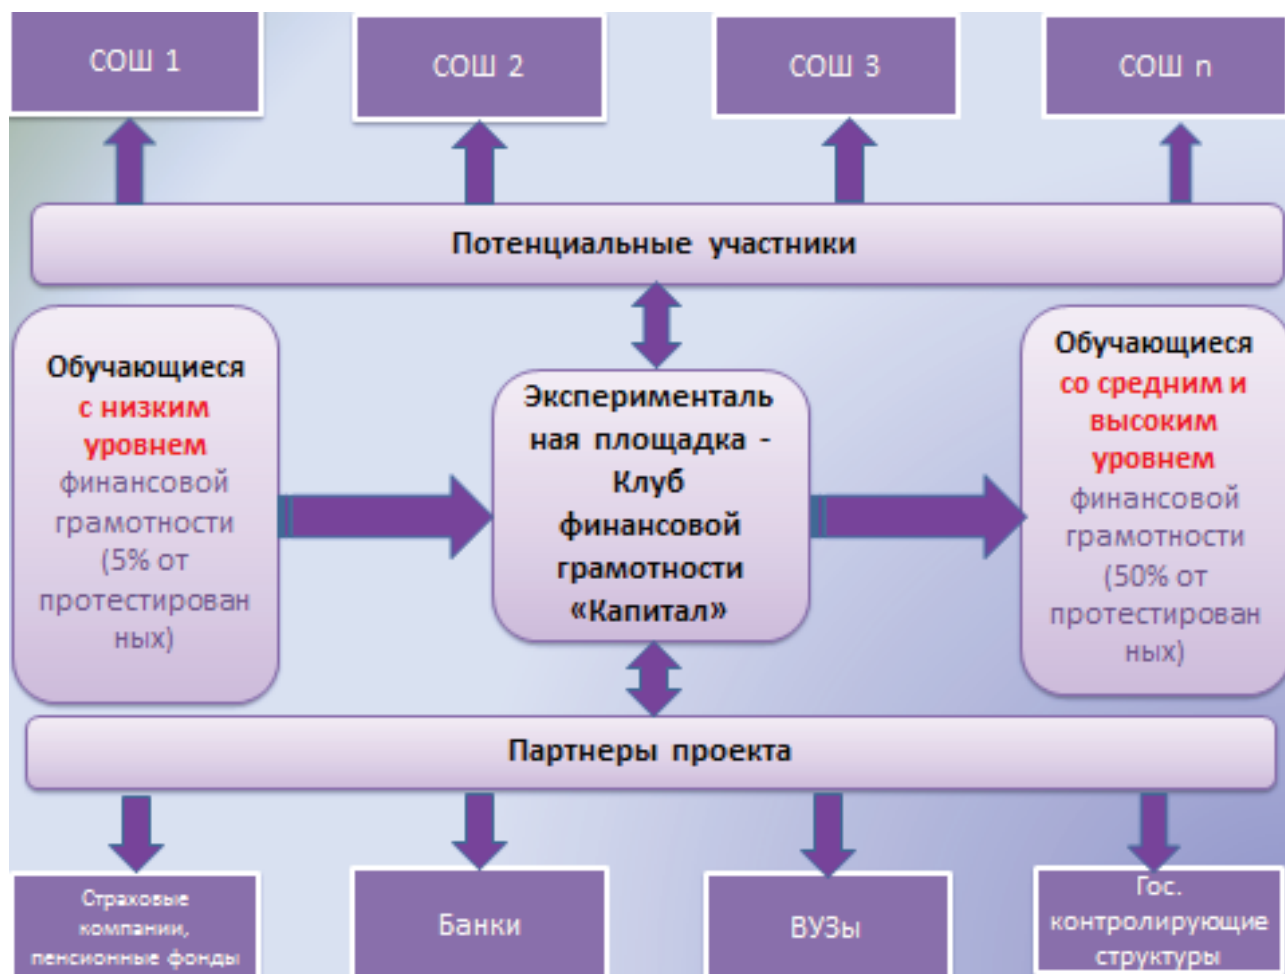 СОШ 1
СОШ 2
СОШ 3
СОШ n
Потенциальные участники
Обучающиеся
с низким
уровнем
финансовой
грамотности
(5% от
протестирован
ных)
Эксперименталь
ная площадка -
Клуб
финансовой
грамотности
«Капитал»
Обучающиеся
со средним и
высоким
уровнем
финансовой
грамотности
(50% от
протестирован
ных)
Партнеры проекта
Страховые
компании,
пенсионные фонды
Банки
ВУЗы
Гос.
контролирующие
структуры